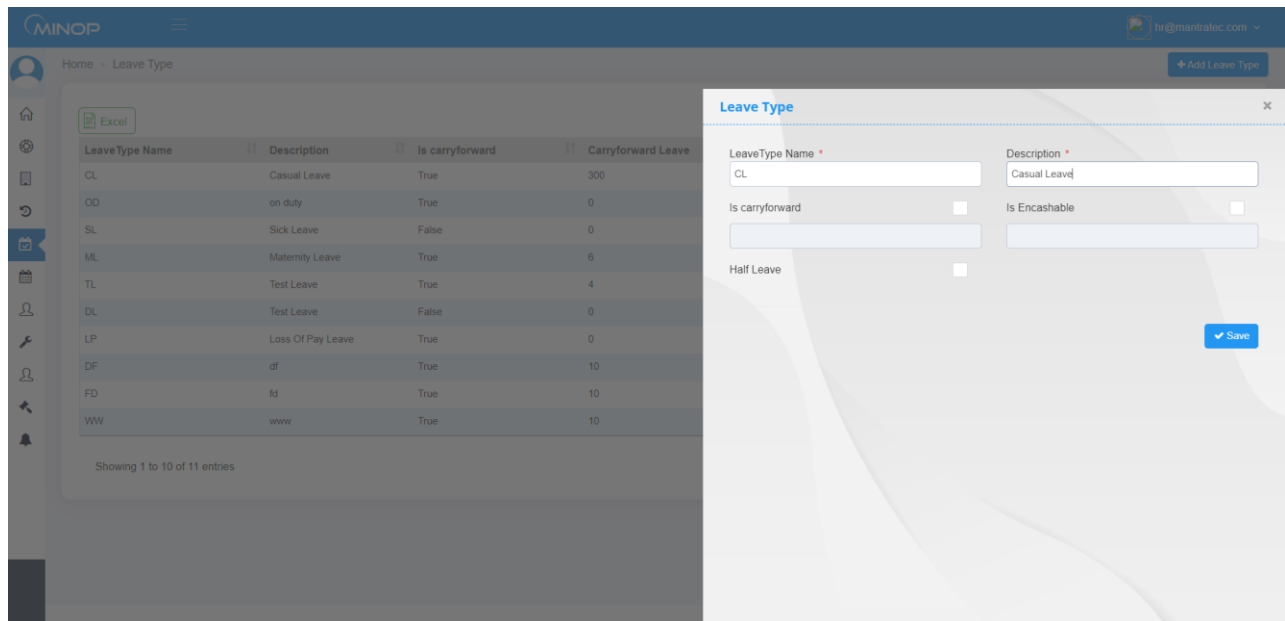 MINOP
hr@mantratec.com
Home - Leave Type
+ Add Leave Type
Excel
LeaveType Name Description Is carryforward Carryforward Leave
CL Casual Leave True 300
OD on duty True 0
SL Sick Leave False 0
ML Maternity Leave True 6
TL Test Leave True 4
DL Test Leave False 0
LP Loss Of Pay Leave True 0
DF df True 10
FD fd True 10
WW www True 10
Showing 1 to 10 of 11 entries
Leave Type ×
LeaveType Name * Description *
CL Casual Leave
Is carryforward Is Encashable
Half Leave
Save